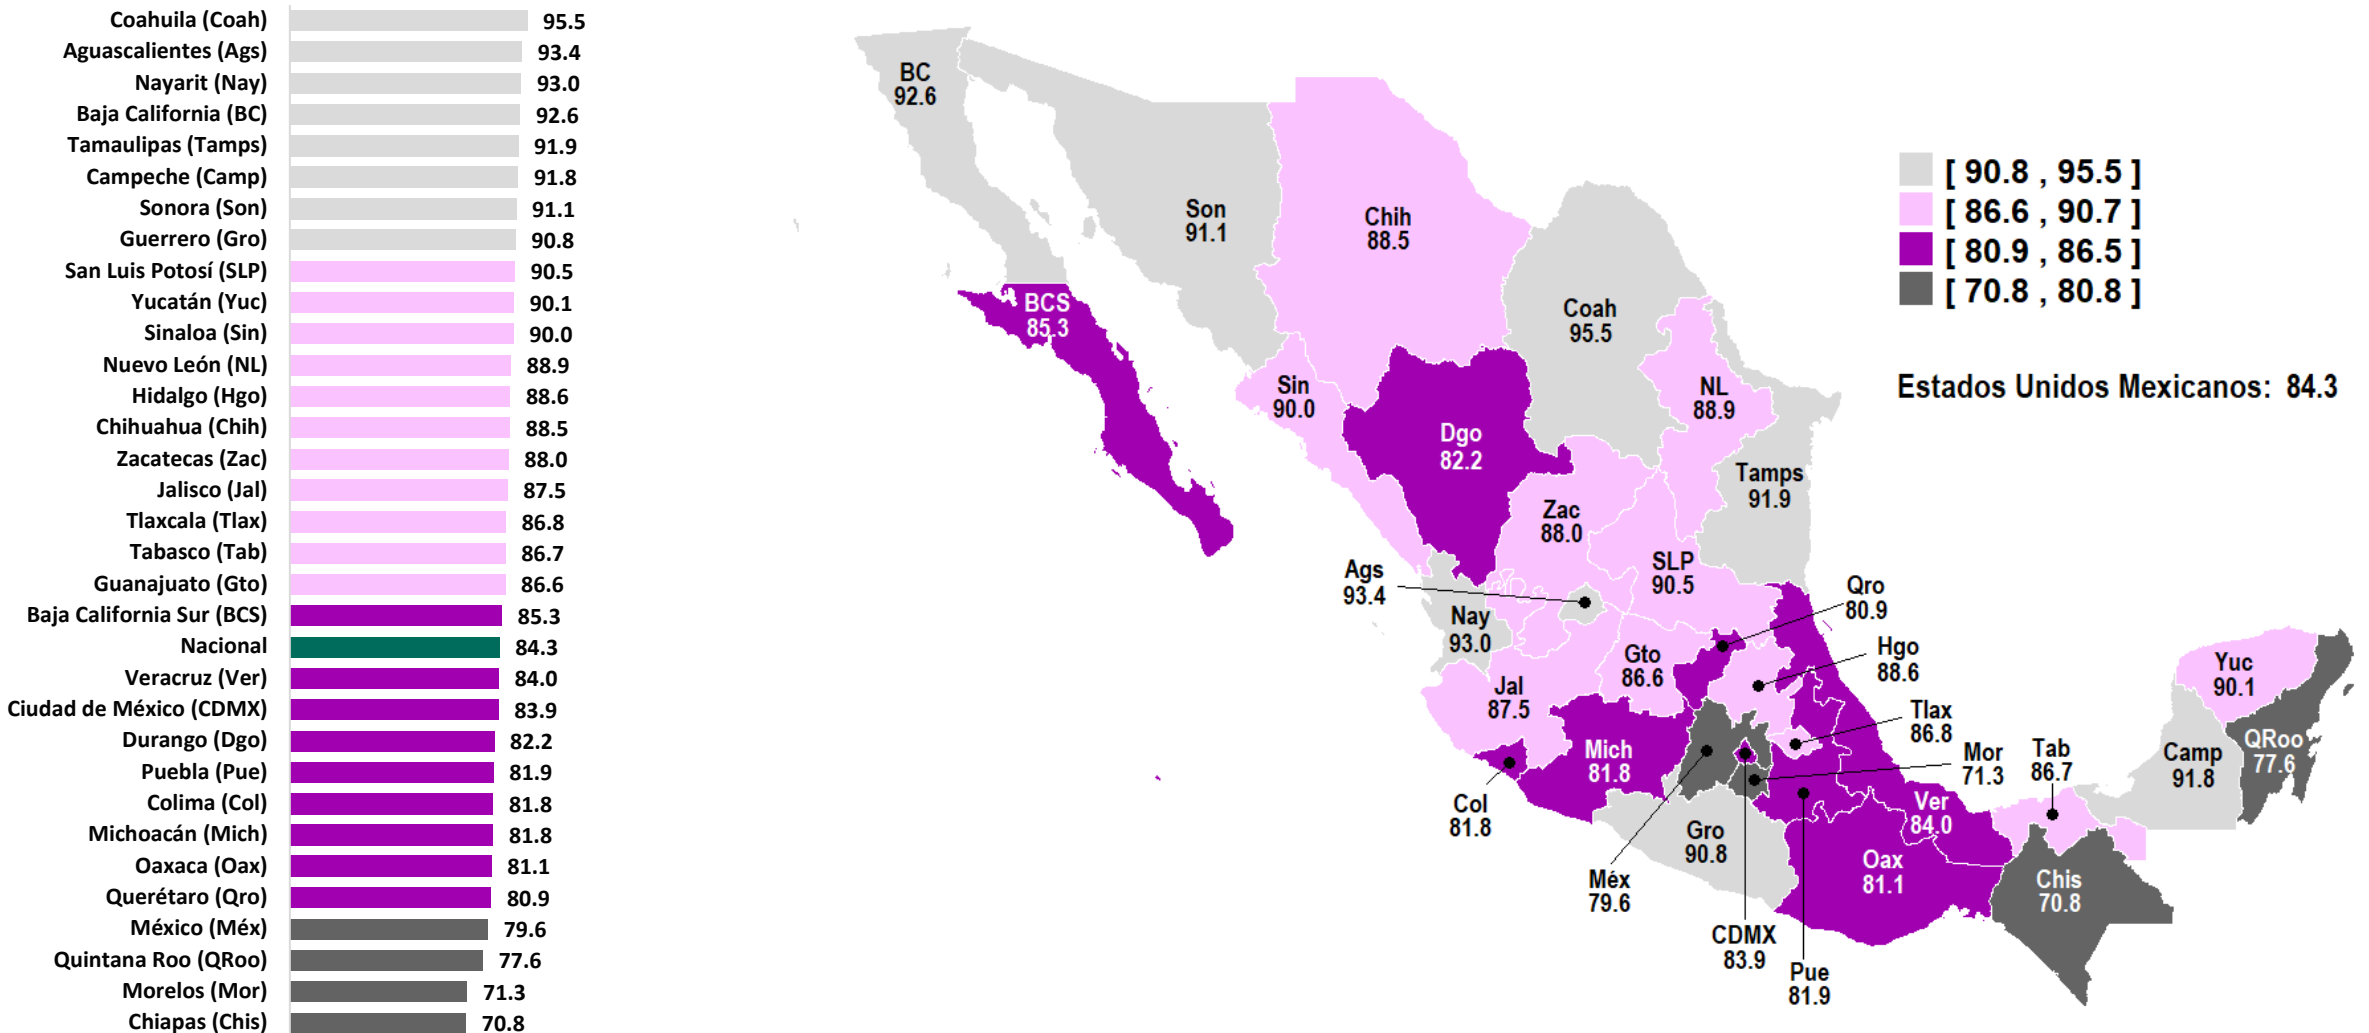 Coahuila (Coah) 95.5
Aguascalientes (Ags) 93.4
Nayarit (Nay) 93.0
Baja California (BC) 92.6
Tamaulipas (Tamps) 91.9
Campeche (Camp) 91.8
Sonora (Son) 91.1
Guerrero (Gro) 90.8
San Luis Potosí (SLP) 90.5
Yucatán (Yuc) 90.1
Sinaloa (Sin) 90.0
Nuevo León (NL) 88.9
Hidalgo (Hgo) 88.6
Chihuahua (Chih) 88.5
Zacatecas (Zac) 88.0
Jalisco (Jal) 87.5
Tlaxcala (Tlax) 86.8
Tabasco (Tab) 86.7
Guanajuato (Gto) 86.6
Baja California Sur (BCS) 85.3
Nacional 84.3
Veracruz (Ver) 84.0
Ciudad de México (CDMX) 83.9
Durango (Dgo) 82.2
Puebla (Pue) 81.9
Colima (Col) 81.8
Michoacán (Mich) 81.8
Oaxaca (Oax) 81.1
Querétaro (Qro) 80.9
México (Méx) 79.6
Quintana Roo (QRoo) 77.6
Morelos (Mor) 71.3
Chiapas (Chis) 70.8
BC
92.6
Son
91.1
Chih
88.5
BCS
85.3
Coah
95.5
Sin
90.0
NL
88.9
Dgo
82.2
Tamps
91.9
Zac
88.0
SLP
90.5
Ags
93.4
Nay
93.0
Qro
80.9
Gto
86.6
Hgo
88.6
Jal
87.5
Tlax
86.8
Mich
81.8
Mor
71.3
Tab
86.7
Yuc
90.1
QRoo
77.6
Camp
91.8
Col
81.8
Gro
90.8
Ver
84.0
Oax
81.1
Chis
70.8
Méx
79.6
CDMX
83.9
Pue
81.9
[ 90.8 , 95.5 ]
[ 86.6 , 90.7 ]
[ 80.9 , 86.5 ]
[ 70.8 , 80.8 ]
Estados Unidos Mexicanos: 84.3